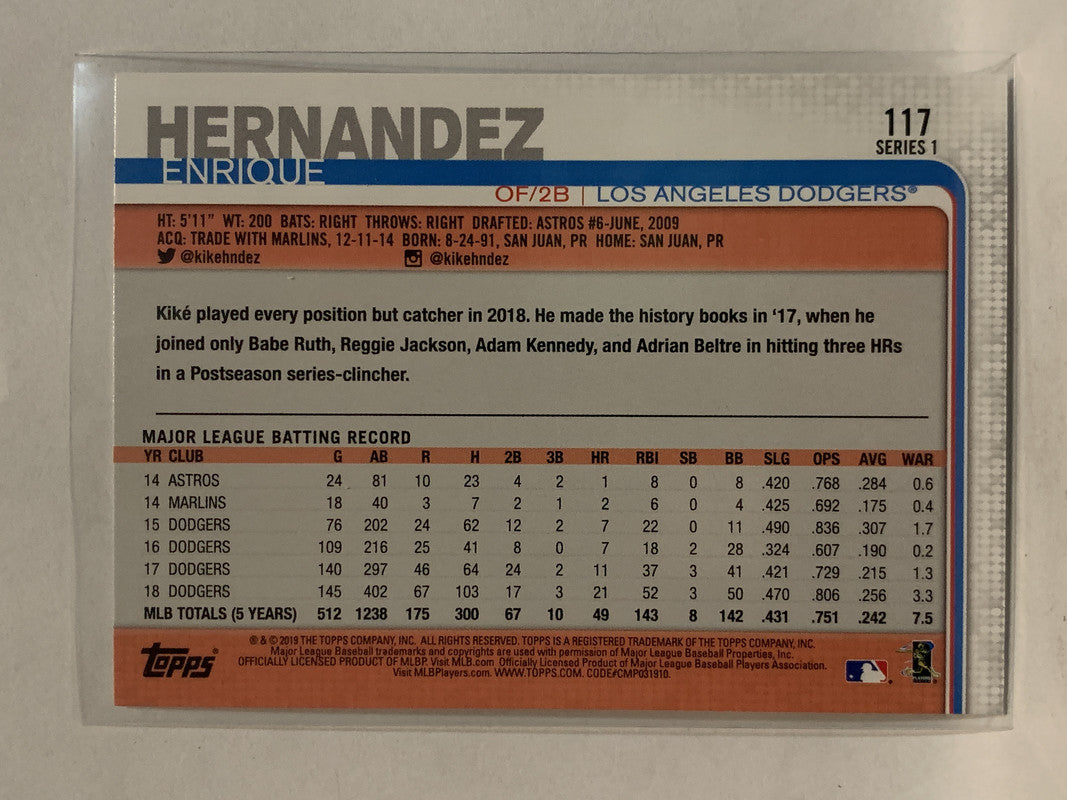 HERNANDEZ
117
SERIES 1
ENRIQUE
OF/2B | LOS ANGELES DODGERS®
HT: 5'11" WT: 200 BATS: RIGHT THROWS: RIGHT DRAFTED: ASTROS #6-JUNE, 2009
ACQ: TRADE WITH MARLINS, 12-11-14 BORN: 8-24-91, SAN JUAN, PR HOME: SAN JUAN, PR
@kikehndez @kikehndez
Kiké played every position but catcher in 2018. He made the history books in ‘17, when he
joined only Babe Ruth, Reggie Jackson, Adam Kennedy, and Adrian Beltre in hitting three HRs
in a Postseason series-clincher.
MAJOR LEAGUE BATTING RECORD
YR CLUB G AB R H 2B 3B HR RBI SB BB SLG OPS AVG WAR
14 ASTROS 24 81 10 23 4 2 1 8 0 8 .420 .768 .284 0.6
14 MARLINS 18 40 3 7 2 1 2 6 0 4 .425 .692 .175 0.4
15 DODGERS 76 202 24 62 12 2 7 22 0 11 .490 .836 .307 1.7
16 DODGERS 109 216 25 41 8 0 7 18 2 28 .324 .607 .190 0.2
17 DODGERS 140 297 46 64 24 2 11 37 3 41 .421 .729 .215 1.3
18 DODGERS 145 402 67 103 17 3 21 52 3 50 .470 .806 .256 3.3
MLB TOTALS (5 YEARS) 512 1238 175 300 67 10 49 143 8 142 .431 .751 .242 7.5
® & © 2019 THE TOPPS COMPANY, INC. ALL RIGHTS RESERVED. TOPPS IS A REGISTERED TRADEMARK OF THE TOPPS COMPANY, INC.
Major League Baseball trademarks and copyrights are used with permission of Major League Baseball Properties, Inc.
OFFICIALLY LICENSED PRODUCT OF MLBP. Visit MLB.com Officially Licensed Product of Major League Baseball Players Association.
Visit MLBPlayers.com. WWW.TOPPS.COM. CODE#CMP031910.
TOPPS®